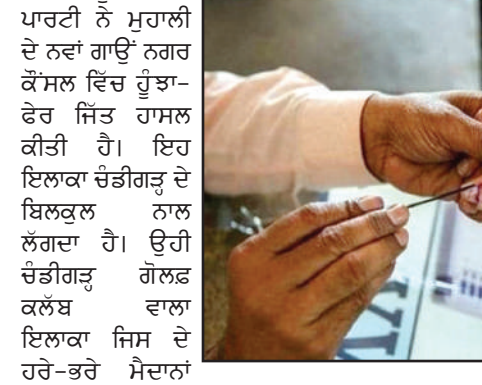 ਪਾਰਟੀ ਨੇ ਮੁਹਾਲੀ
ਦੇ ਨਵਾਂ ਗਾਉਂ ਨਗਰ
ਕੌਂਸਲ ਵਿੱਚ ਹੂੰਝਾ-
ਫੇਰ ਜਿੱਤ ਹਾਸਲ
ਕੀਤੀ ਹੈ। ਇਹ
ਇਲਾਕਾ ਚੰਡੀਗੜ੍ਹ ਦੇ
ਬਿਲਕੁਲ ਨਾਲ
ਲੱਗਦਾ ਹੈ। ਉਹੀ
ਚੰਡੀਗੜ੍ਹ ਗੋਲਫ਼
ਕਲੱਬ ਵਾਲਾ
ਇਲਾਕਾ ਜਿਸ ਦੇ
ਹਰੇ-ਭਰੇ ਮੈਦਾਨਾਂ